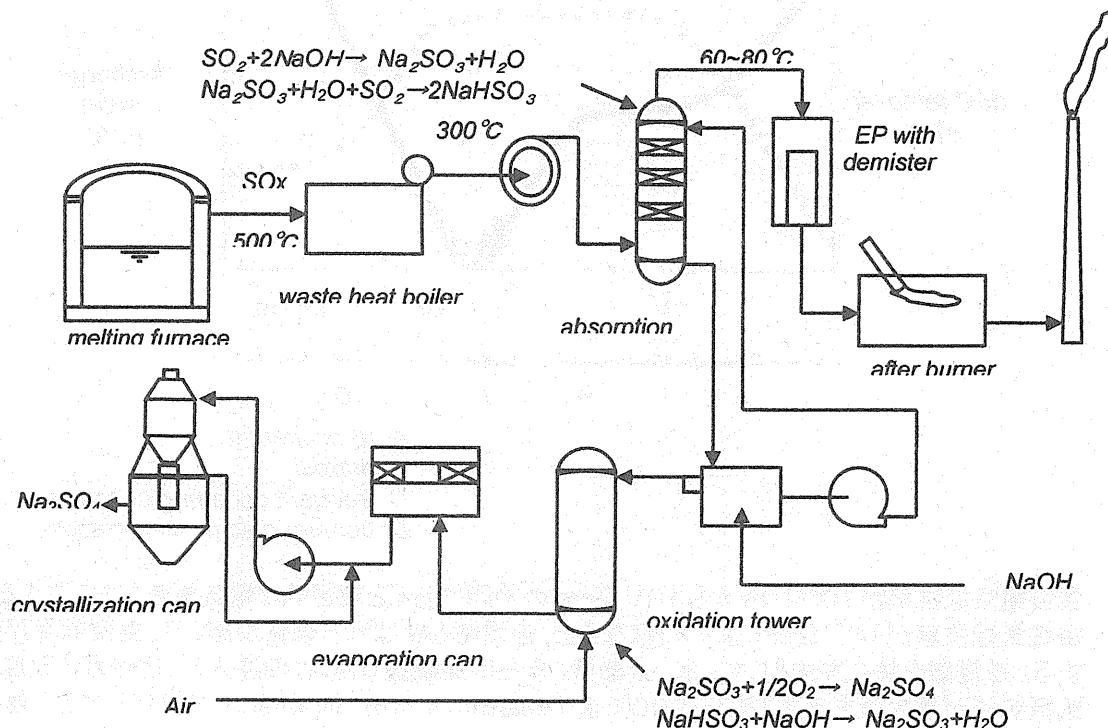 SO₂+2NaOH→ Na₂SO₃+H₂O
Na₂SO₃+H₂O+SO₂→2NaHSO₃
60~80°C
300°C
EP with
demister
SOx
500°C
waste heat boiler
absorption
melting furnace
after burner
Na₂SO₄
NaOH
crystallization can
oxidation tower
evaporation can
Air
Na₂SO₃+1/2O₂→ Na₂SO₄
NaHSO₃+NaOH→ Na₂SO₃+H₂O